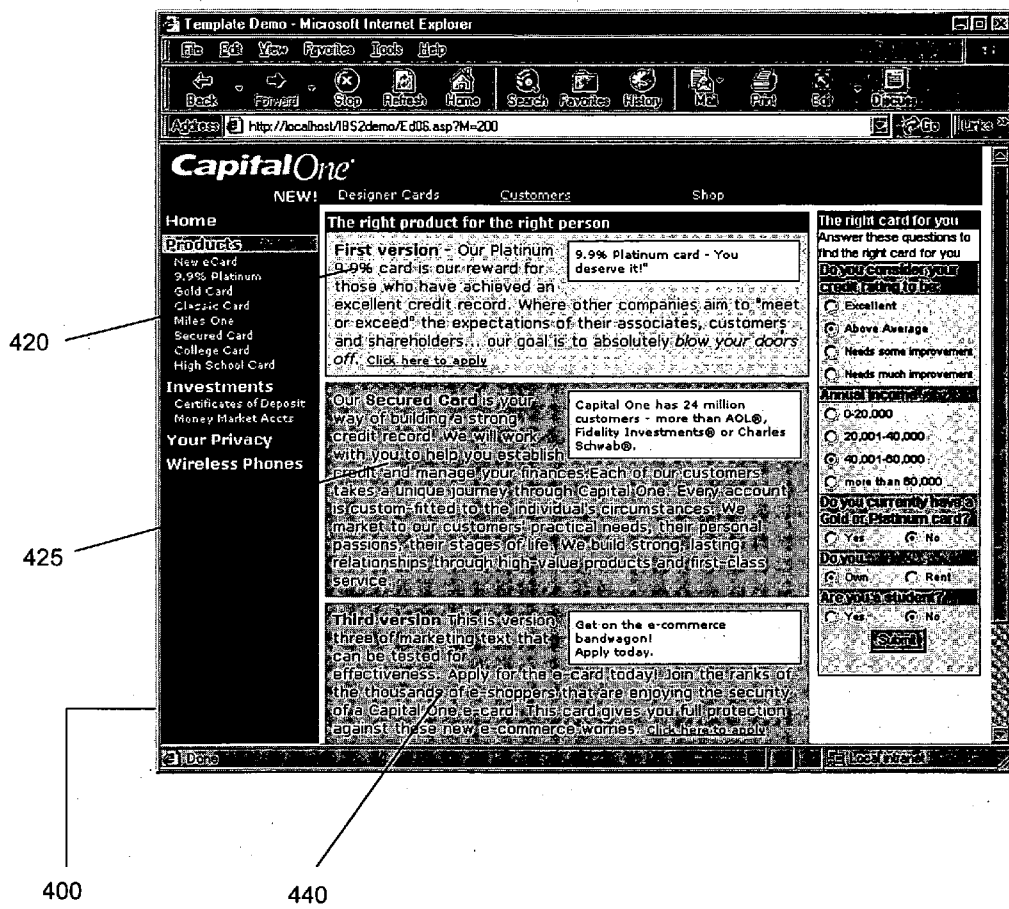 Template Demo - Microsoft Internet Explorer
File Edit View Favorites Tools Help
Back Forward Stop Refresh Home Search Favorites History Mail Print Edit Discuss
Address http://localhost/IBS2demo/Ed06.asp?M=200 Go Links »
CapitalOne
NEW! Designer Cards Customers Shop
Home
Products
New eCard
9.9% Platinum
Gold Card
Classic Card
Miles One
Secured Card
College Card
High School Card
Investments
Certificates of Deposit
Money Market Accts
Your Privacy
Wireless Phones
The right product for the right person
First version - Our Platinum
9.9% card is our reward for
those who have achieved an
excellent credit record. Where other companies aim to "meet
or exceed" the expectations of their associates, customers
and shareholders... our goal is to absolutely blow your doors
off. Click here to apply
9.9% Platinum card - You
deserve it!"
Our Secured Card is your
way of building a strong
credit record! We will work
with you to help you establish
credit and manage your finances.Each of our customers
takes a unique journey through Capital One. Every account
is custom-fitted to the individual's circumstances. We
market to our customers' practical needs, their personal
passions, their stages of life. We build strong, lasting
relationships through high-value products and first-class
service.
Capital One has 24 million
customers - more than AOL®,
Fidelity Investments® or Charles
Schwab®.
Third version This is version
three of marketing text that
can be tested for
effectiveness. Apply for the e-card today! Join the ranks of
the thousands of e-shoppers that are enjoying the security
of a Capital One e-card. This card gives you full protection
against these new e-commerce worries. Click here to apply
Get on the e-commerce
bandwagon!
Apply today.
The right card for you
Answer these questions to
find the right card for you
Do you consider your
credit rating to be:
Excellent
Above Average
Needs some improvement
Needs much improvement
Annual Income
0-20,000
20,001-40,000
40,001-60,000
more than 60,000
Do you currently have a
Gold or Platinum card?
Yes No
Do you
Own Rent
Are you a student?
Yes No
Submit
Done Local intranet
420
425
400
440